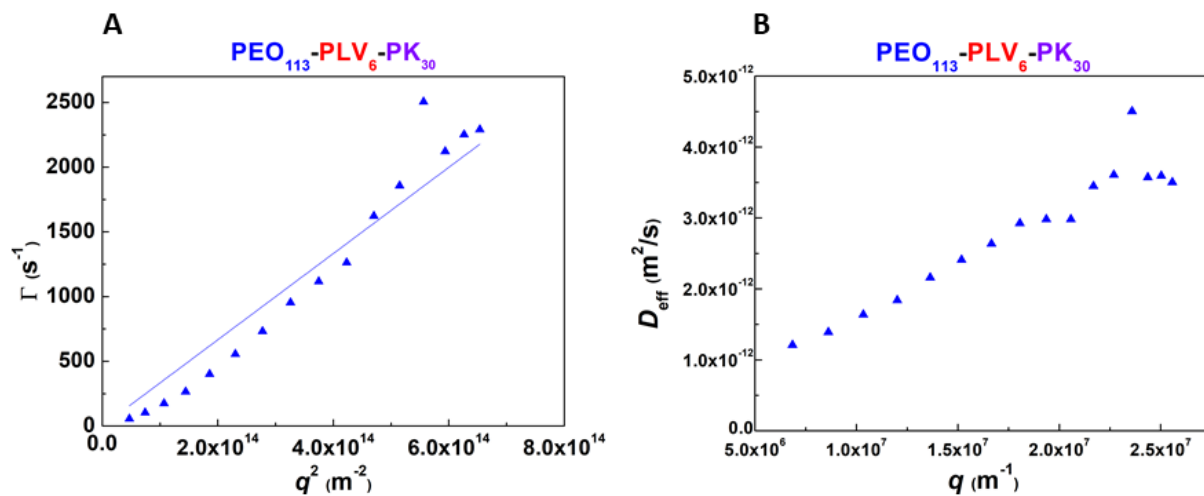 A
PEO113-PLV6-PK30
2500
2000
1500
1000
500
0
0.0
2.0x10^14
4.0x10^14
6.0x10^14
8.0x10^14
Γ (s^-1)
q^2 (m^-2)
B
PEO113-PLV6-PK30
5.0x10^-12
4.0x10^-12
3.0x10^-12
2.0x10^-12
1.0x10^-12
0.0
5.0x10^6
1.0x10^7
1.5x10^7
2.0x10^7
2.5x10^7
Deff (m^2/s)
q (m^-1)